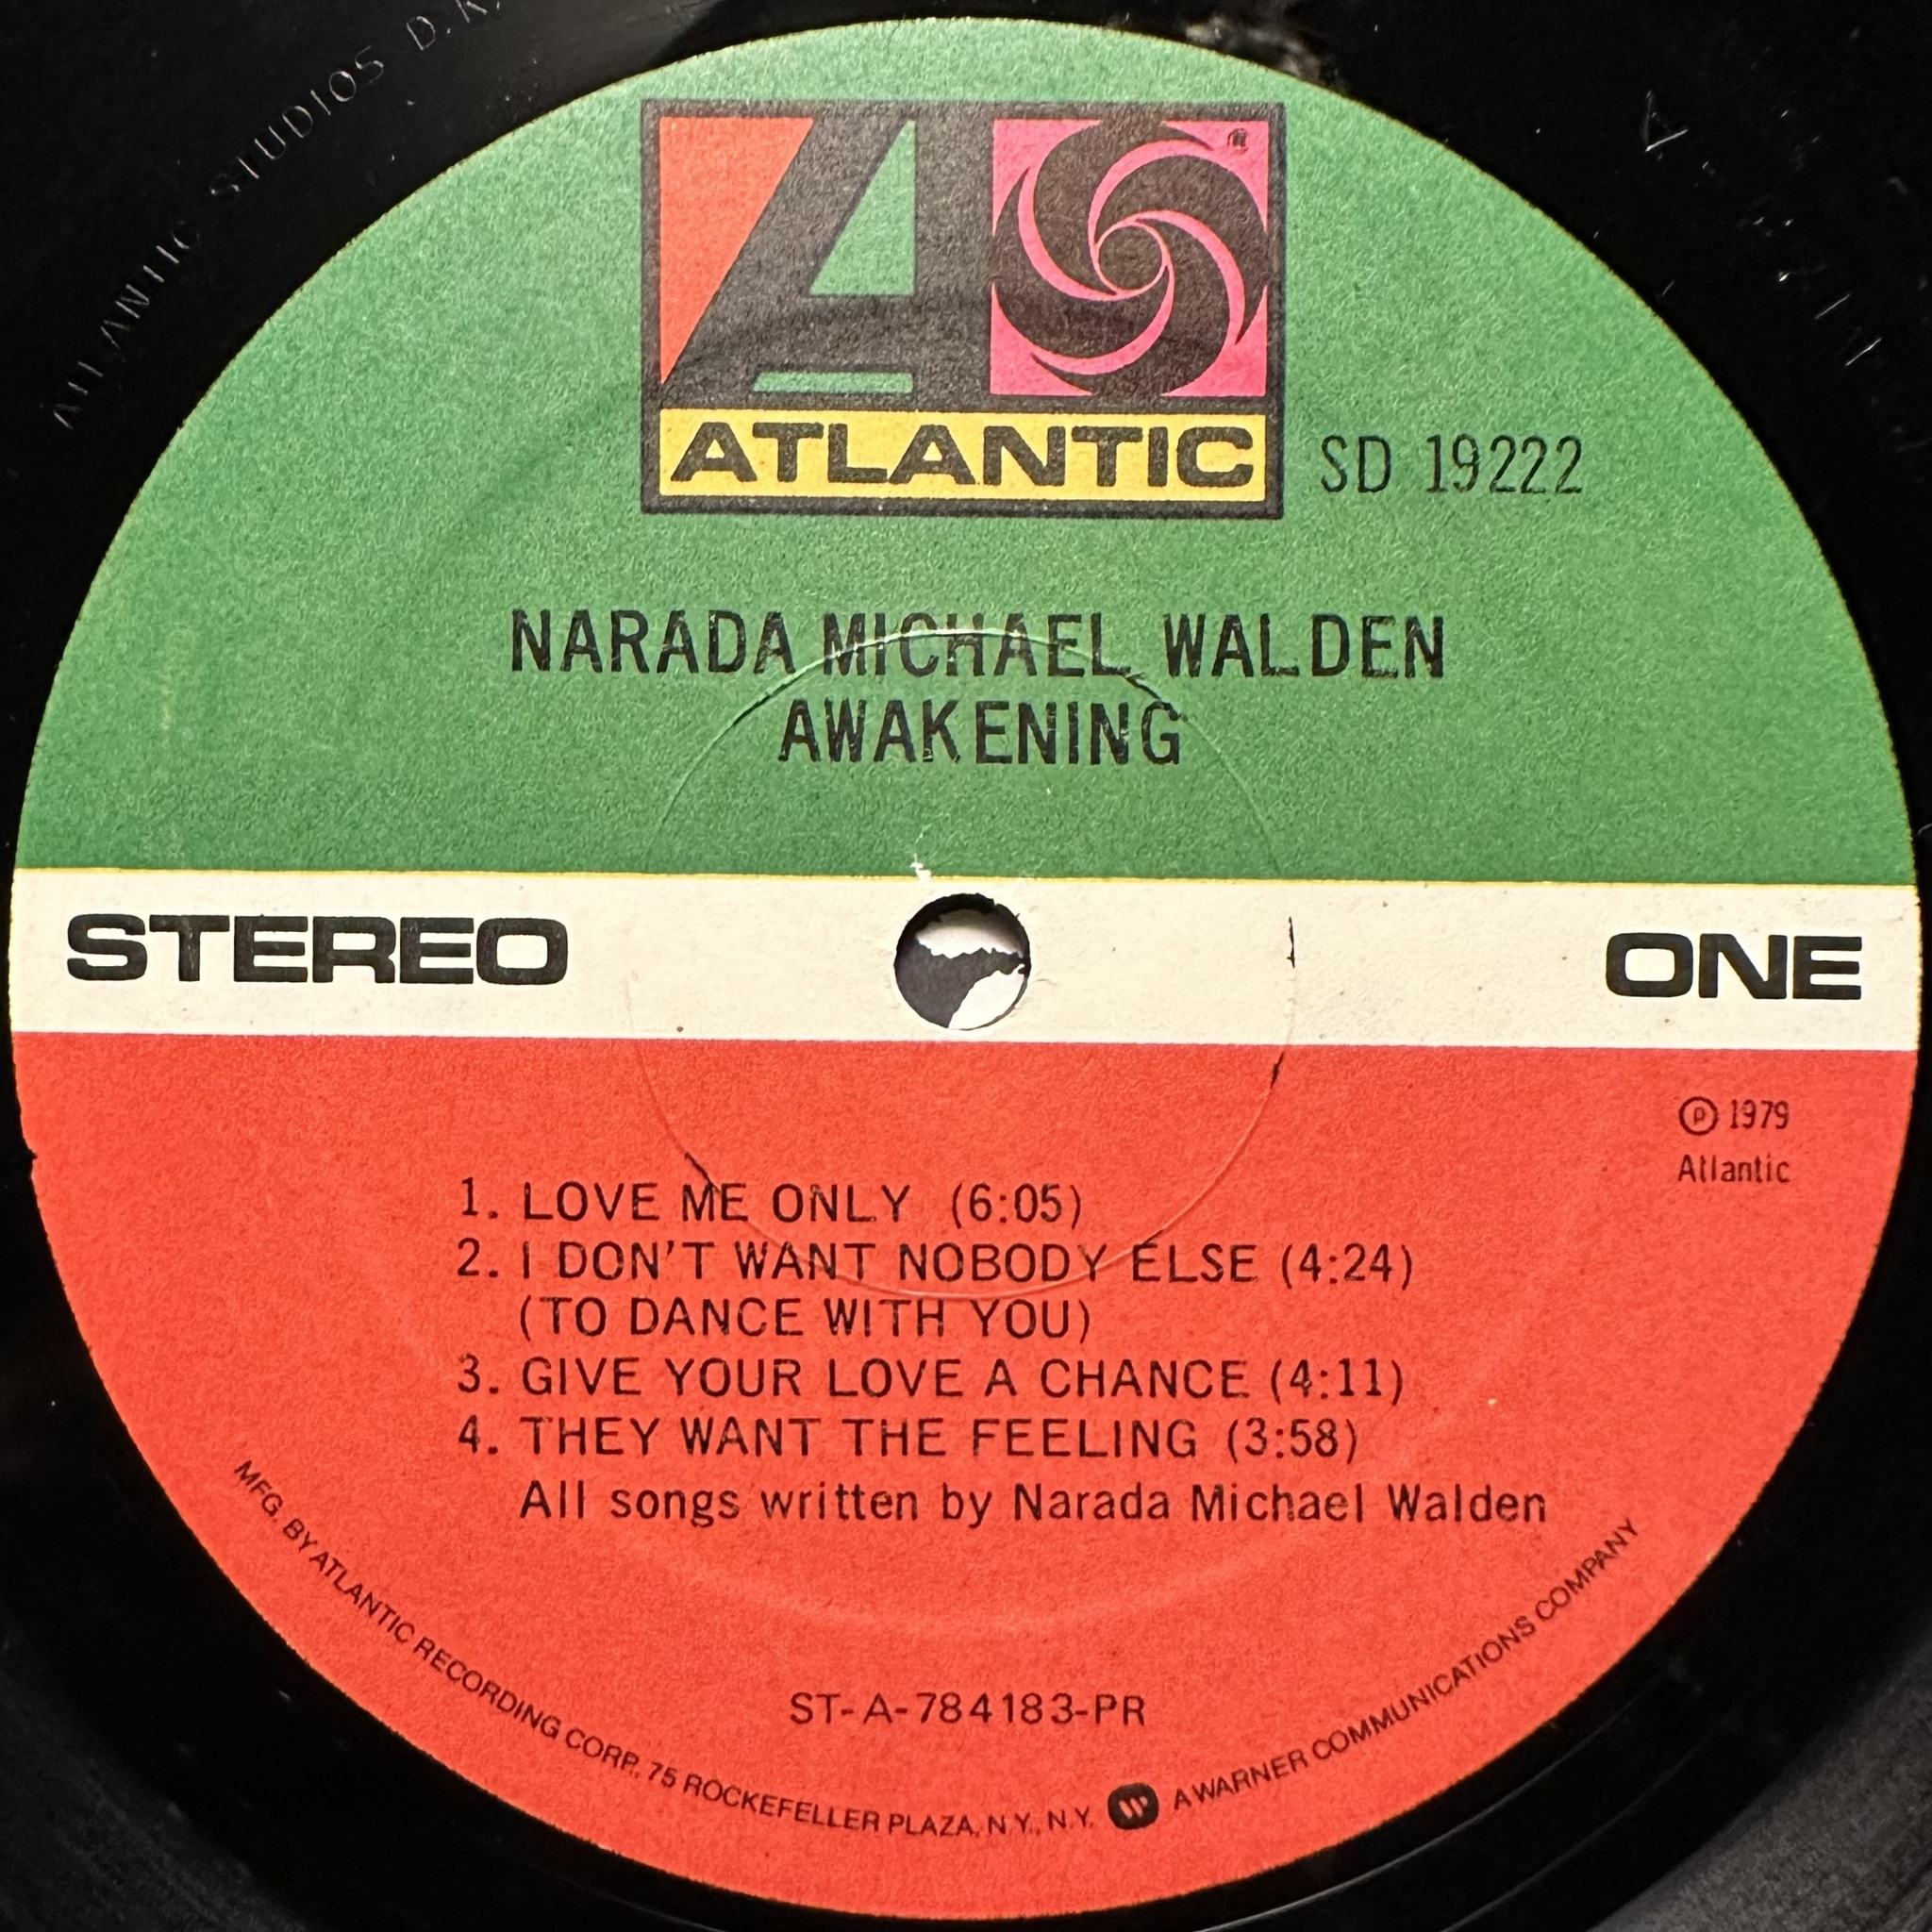 ATLANTIC STUDIOS D.K.
ATLANTIC
SD 19222
NARADA MICHAEL WALDEN
AWAKENING
STEREO
ONE
Ⓟ 1979
Atlantic
1. LOVE ME ONLY (6:05)
2. I DON'T WANT NOBODY ELSE (4:24)
(TO DANCE WITH YOU)
3. GIVE YOUR LOVE A CHANCE (4:11)
4. THEY WANT THE FEELING (3:58)
All songs written by Narada Michael Walden
ST-A-784183-PR
MFG. BY ATLANTIC RECORDING CORP., 75 ROCKEFELLER PLAZA, N.Y., N.Y. A WARNER COMMUNICATIONS COMPANY